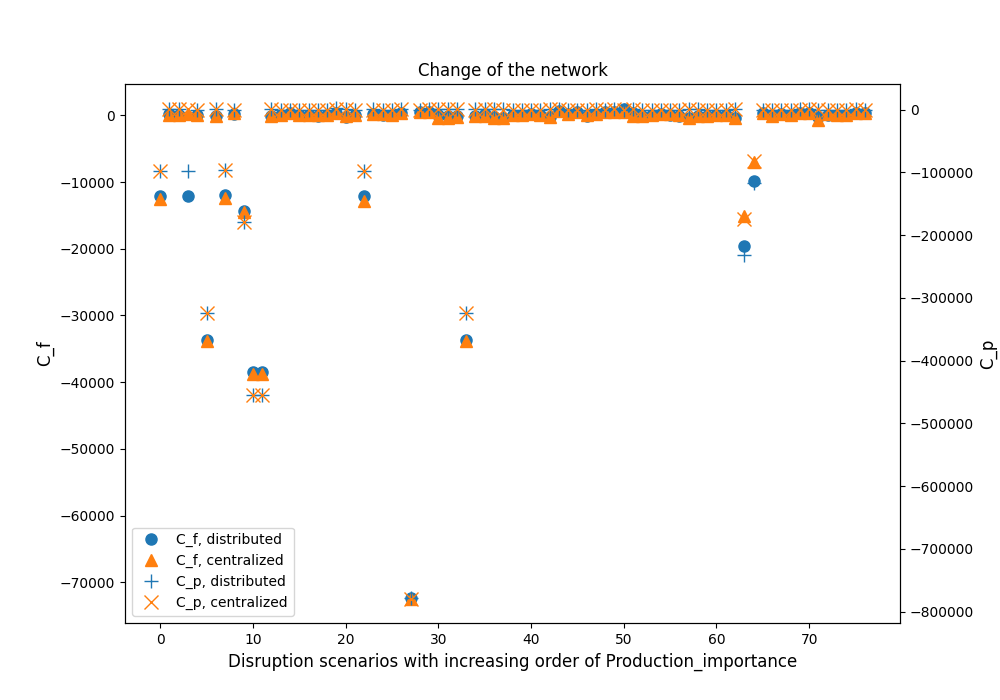 Change of the network
0
−10000
−20000
−30000
−40000
−50000
−60000
−70000
C_f
0
−100000
−200000
−300000
−400000
−500000
−600000
−700000
−800000
C_p
C_f, distributed
C_f, centralized
C_p, distributed
C_p, centralized
0 10 20 30 40 50 60 70
Disruption scenarios with increasing order of Production_importance